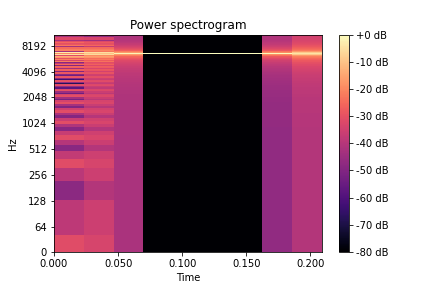 Power spectrogram
8192
4096
2048
1024
512
256
128
64
0
Hz
0.000 0.050 0.100 0.150 0.200
Time
+0 dB
-10 dB
-20 dB
-30 dB
-40 dB
-50 dB
-60 dB
-70 dB
-80 dB